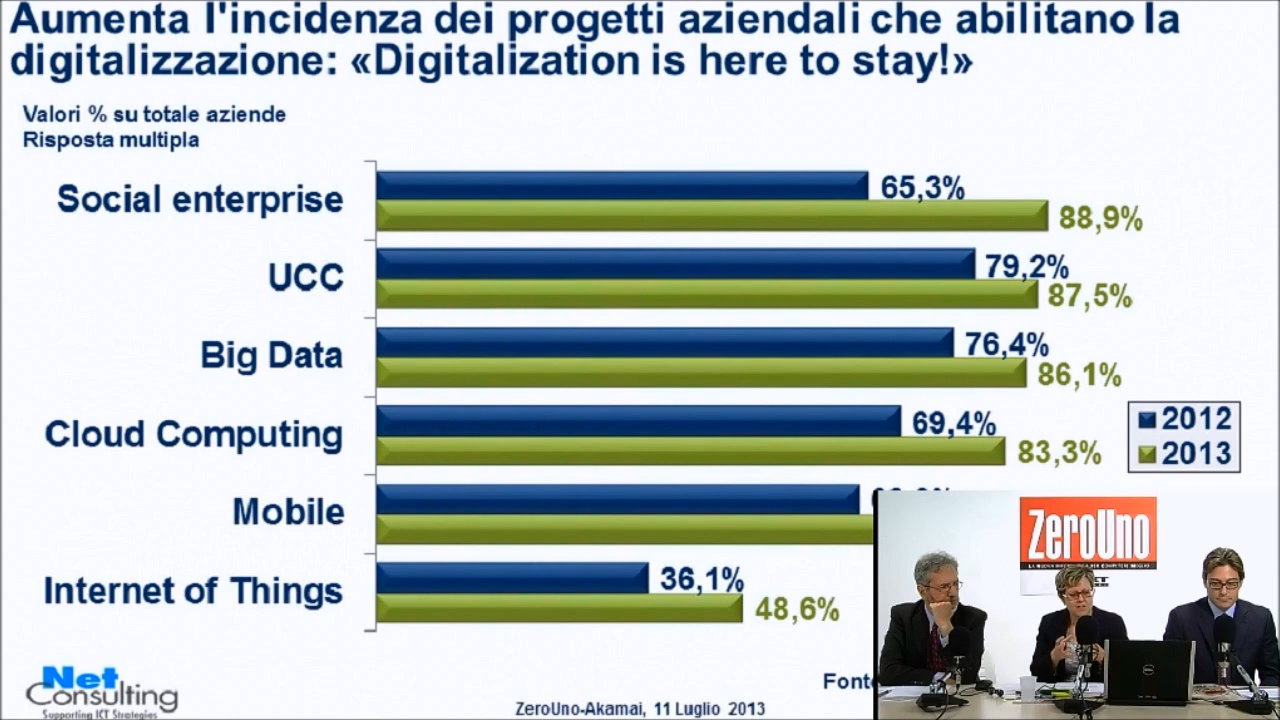 Aumenta l'incidenza dei progetti aziendali che abilitano la
digitalizzazione: «Digitalization is here to stay!»
Valori % su totale aziende
Risposta multipla
Social enterprise
65,3%
88,9%
UCC
79,2%
87,5%
Big Data
76,4%
86,1%
Cloud Computing
69,4%
83,3%
2012
2013
Mobile
Internet of Things
36,1%
48,6%
ZeroUno
Net
Consulting
Supporting ICT Strategies
ZeroUno-Akamai, 11 Luglio 2013